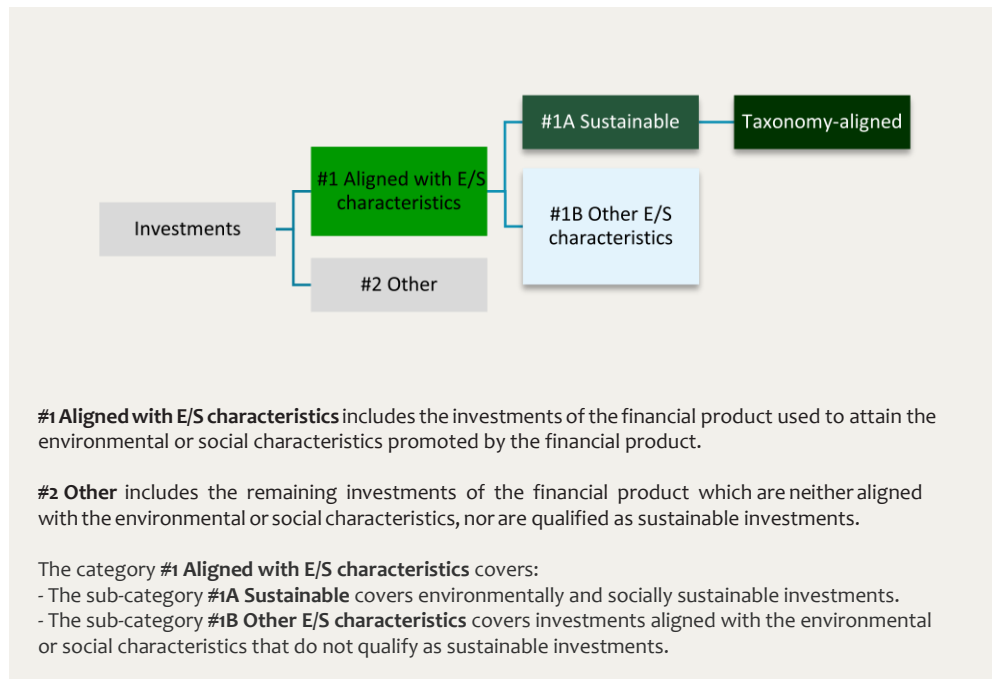 #1A Sustainable
Taxonomy-aligned
#1 Aligned with E/S
characteristics
#1B Other E/S
characteristics
Investments
#2 Other
#1 Aligned with E/S characteristics includes the investments of the financial product used to attain the
environmental or social characteristics promoted by the financial product.
#2 Other includes the remaining investments of the financial product which are neither aligned
with the environmental or social characteristics, nor are qualified as sustainable investments.
The category #1 Aligned with E/S characteristics covers:
- The sub-category #1A Sustainable covers environmentally and socially sustainable investments.
- The sub-category #1B Other E/S characteristics covers investments aligned with the environmental
or social characteristics that do not qualify as sustainable investments.